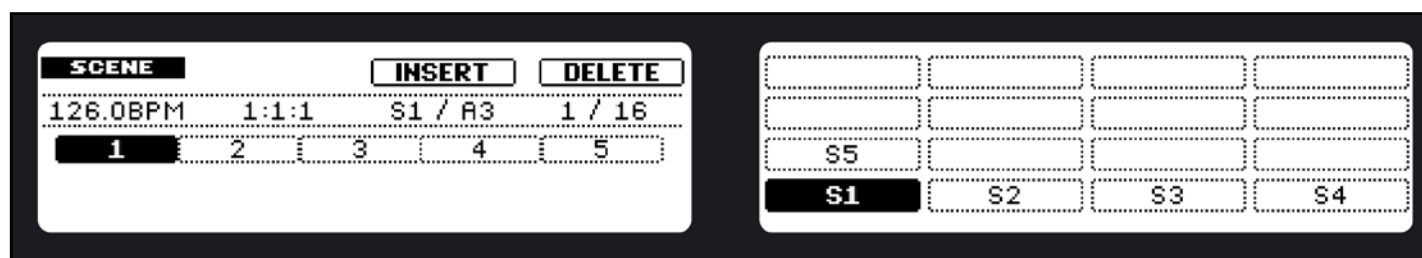 SCENE INSERT DELETE
126.0BPM 1:1:1 S1 / A3 1 / 16
1 2 3 4 5
S5
S1 S2 S3 S4